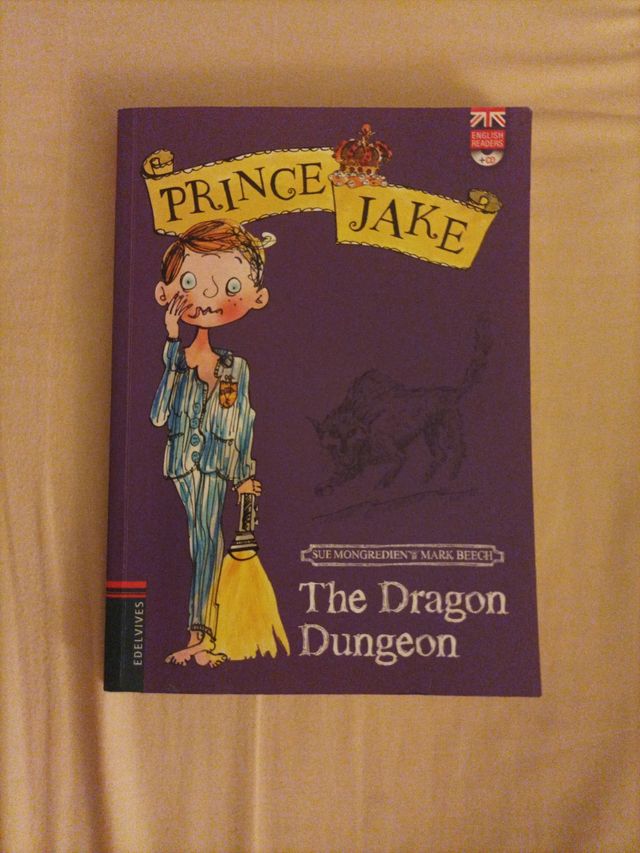 PRINCE
JAKE
ENGLISH
READERS
+CD
SUE MONGREDIEN MARK BEECH
The Dragon
Dungeon
EDELVIVES